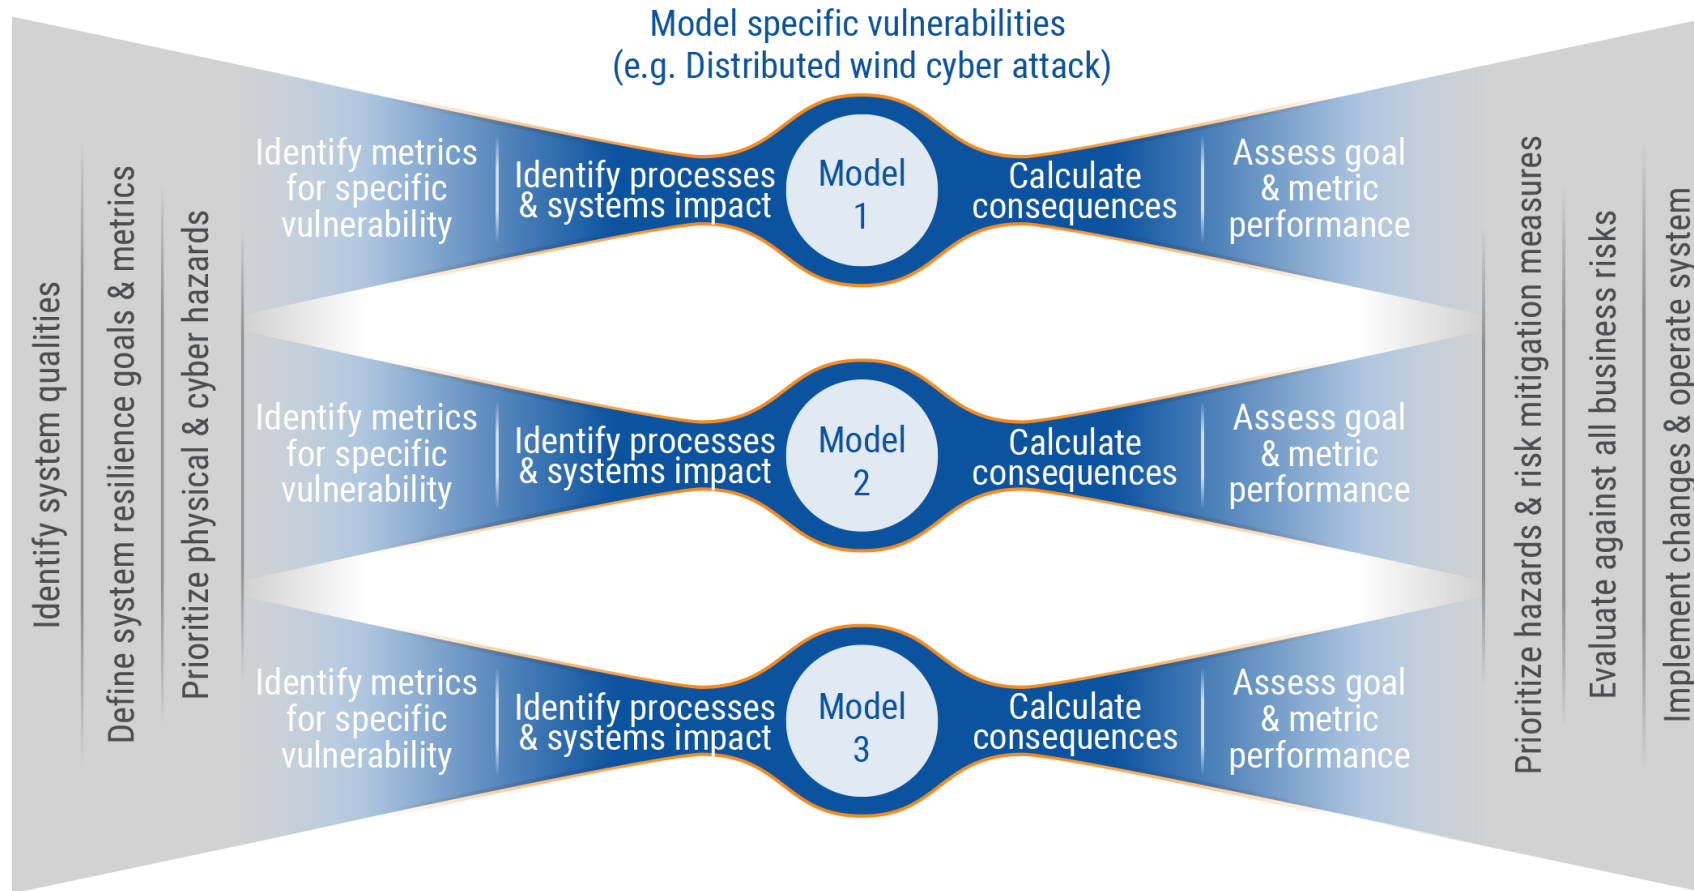 Model specific vulnerabilities
(e.g. Distributed wind cyber attack)
Identify system qualities
Define system resilience goals & metrics
Prioritize physical & cyber hazards
Identify metrics
for specific
vulnerability
Identify processes
& systems impact
Model
1
Calculate
consequences
Assess goal
& metric
performance
Identify metrics
for specific
vulnerability
Identify processes
& systems impact
Model
2
Calculate
consequences
Assess goal
& metric
performance
Identify metrics
for specific
vulnerability
Identify processes
& systems impact
Model
3
Calculate
consequences
Assess goal
& metric
performance
Prioritize hazards & risk mitigation measures
Evaluate against all business risks
Implement changes & operate system